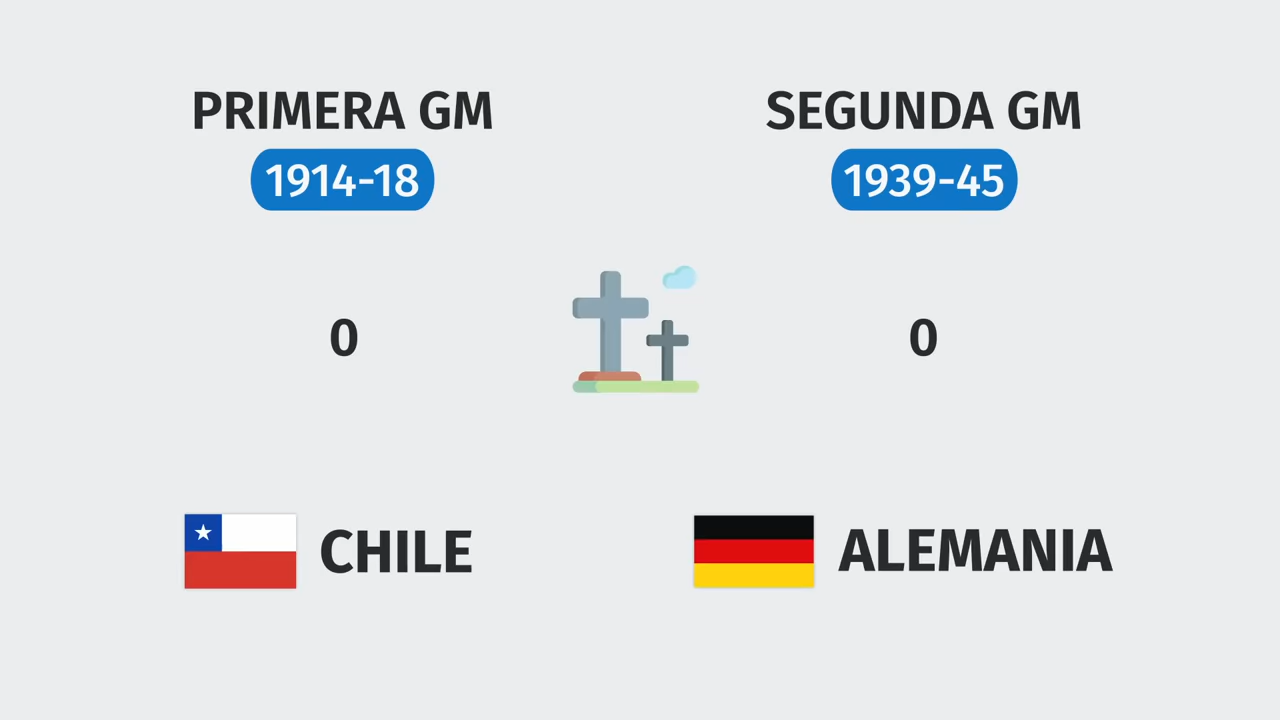 PRIMERA GM
1914-18
SEGUNDA GM
1939-45
0
0
CHILE
ALEMANIA